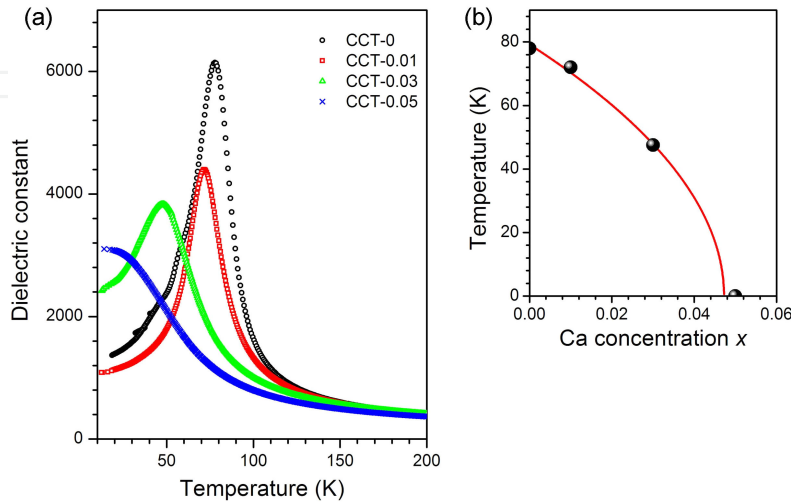 (a)
CCT-0
CCT-0.01
CCT-0.03
CCT-0.05
6000
4000
2000
0
Dielectric constant
50 100 150 200
Temperature (K)
(b)
80
60
40
20
0
Temperature (K)
0.00 0.02 0.04 0.06
Ca concentration x